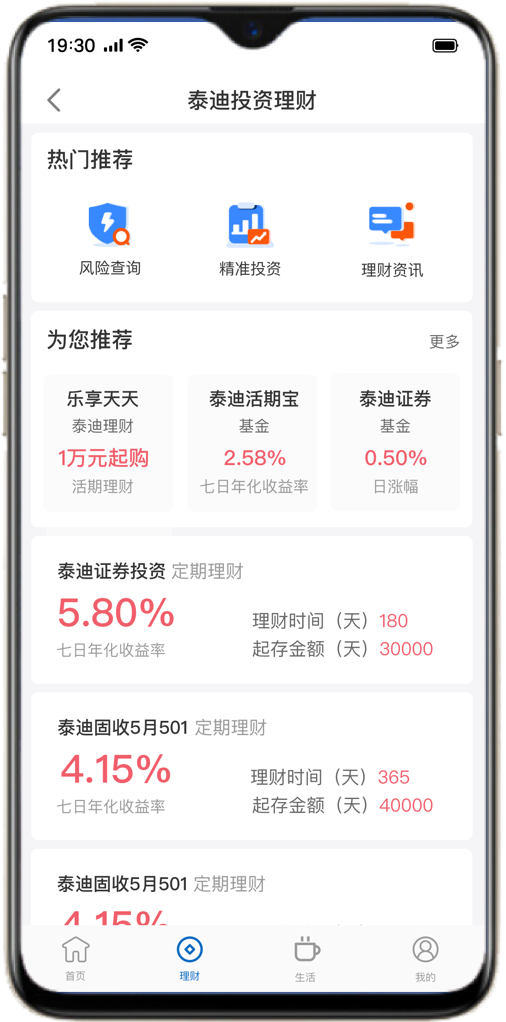 19:30
泰迪投资理财
热门推荐
风险查询 精准投资 理财资讯
为您推荐 更多
乐享天天 泰迪活期宝 泰迪证券
泰迪理财 基金 基金
1万元起购 2.58% 0.50%
活期理财 七日年化收益率 日涨幅
泰迪证券投资 定期理财
5.80%
理财时间（天）180
七日年化收益率 起存金额（天）30000
泰迪固收5月501 定期理财
4.15%
理财时间（天）365
七日年化收益率 起存金额（天）40000
泰迪固收5月501 定期理财
4.15%
首页 理财 生活 我的